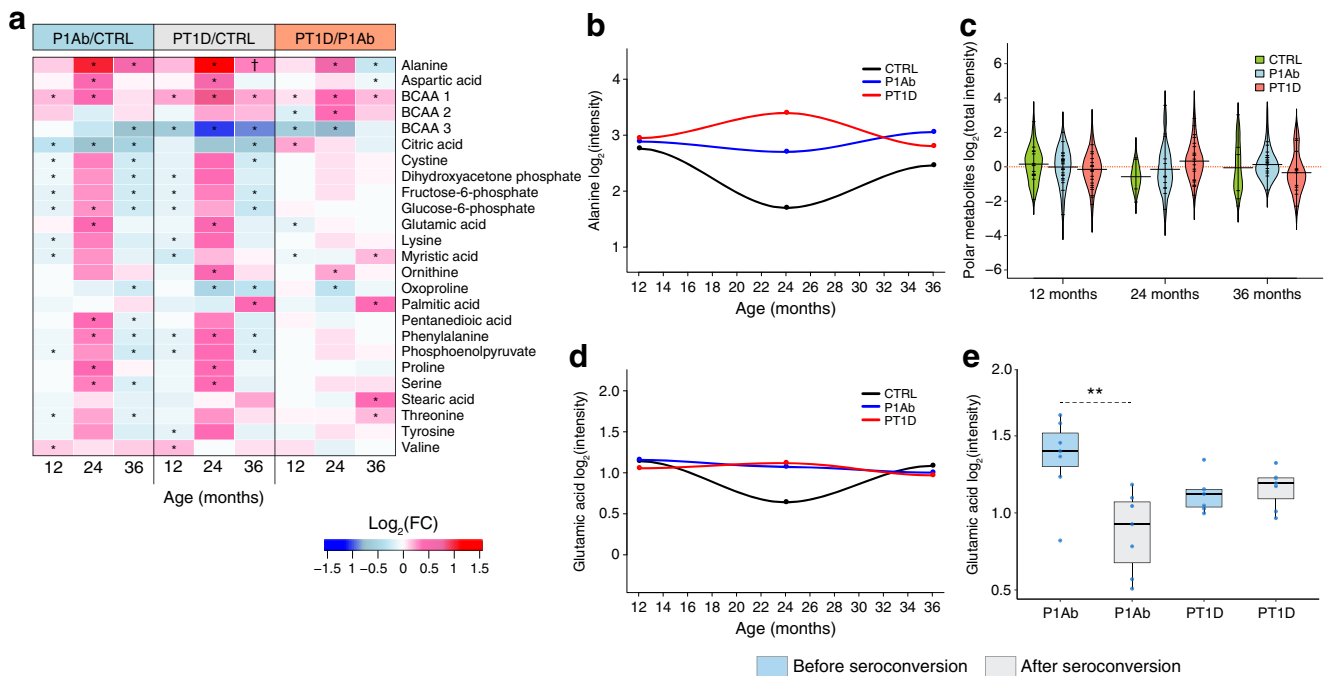 a
P1Ab/CTRL PT1D/CTRL PT1D/P1Ab
* * * * † * * Alanine
* * * Aspartic acid
* * * * * * * * BCAA 1
* * BCAA 2
* * * * * * BCAA 3
* * * * * Citric acid
* * * Cystine
* * * Dihydroxyacetone phosphate
* * * * Fructose-6-phosphate
* * * * * Glucose-6-phosphate
* * * Glutamic acid
* * Lysine
* * * * Myristic acid
* * Ornithine
* * * * Oxoproline
* * Palmitic acid
* * Pentanedioic acid
* * * * * Phenylalanine
* * * * Phosphoenolpyruvate
* * Proline
* * * Serine
* Stearic acid
* * * Threonine
* Tyrosine
* * Valine
12 24 36 12 24 36 12 24 36
Age (months)
Log2(FC)
−1.5 1 −0.5 0 0.5 1 1.5
b
Alanine log2(intensity)
4
3
2
1
CTRL
P1Ab
PT1D
12 14 16 18 20 22 24 26 28 30 32 34 36
Age (months)
c
Polar metabolites log2(total intensity)
6
4
2
0
−2
−4
−6
CTRL
P1Ab
PT1D
12 months 24 months 36 months
d
Glutamic acid log2(intensity)
2.0
1.5
1.0
0.5
0
CTRL
P1Ab
PT1D
12 14 16 18 20 22 24 26 28 30 32 34 36
Age (months)
e
Glutamic acid log2(intensity)
2.0
1.5
1.0
0.5
**
P1Ab P1Ab PT1D PT1D
Before seroconversion After seroconversion